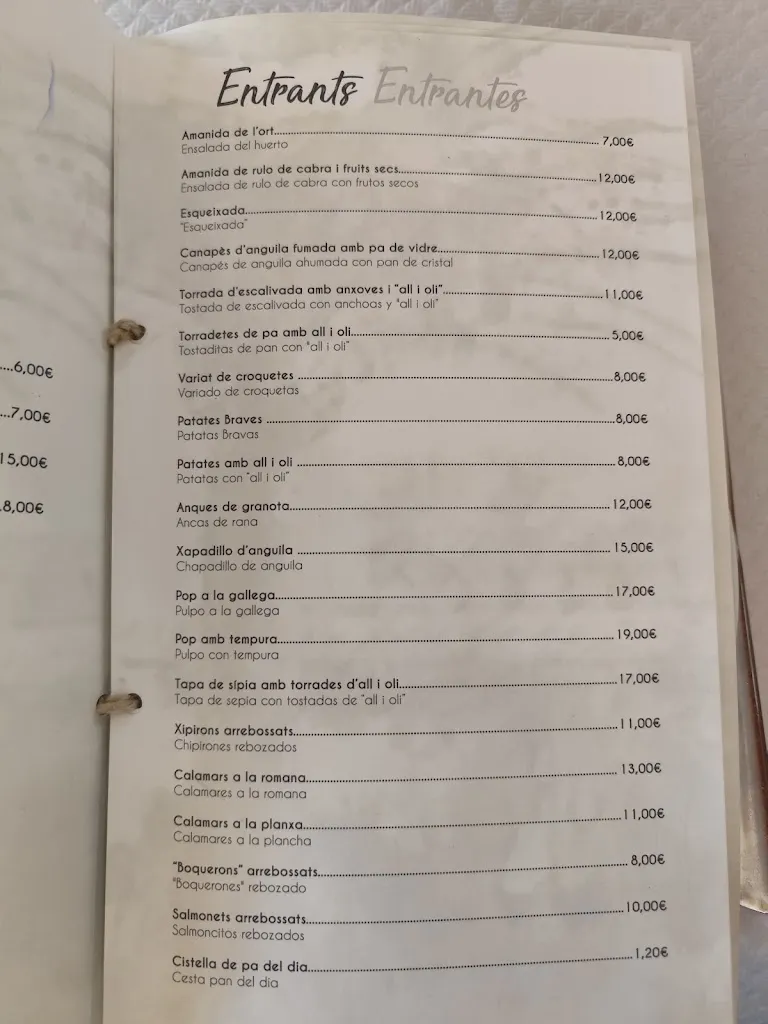 Entrants Entrantes
Amanida de l'ort 7,00€
Ensalada del huerto
Amanida de rulo de cabra i fruits secs 12,00€
Ensalada de rulo de cabra con frutos secos
Esqueixada 12,00€
"Esqueixada"
Canapès d'anguila fumada amb pa de vidre 12,00€
Canapés de anguila ahumada con pan de cristal
Torrada d'escalivada amb anxoves i "all i oli" 11,00€
Tostada de escalivada con anchoas y "all i oli"
Torradetes de pa amb all i oli 5,00€
Tostaditas de pan con "all i oli"
Variat de croquetes 8,00€
Variado de croquetas
Patates Braves 8,00€
Patatas Bravas
Patates amb all i oli 8,00€
Patatas con "all i oli"
Anques de granota 12,00€
Ancas de rana
Xapadillo d'anguila 15,00€
Chapadillo de anguila
Pop a la gallega 17,00€
Pulpo a la gallega
Pop amb tempura 19,00€
Pulpo con tempura
Tapa de sípia amb torrades d'all i oli 17,00€
Tapa de sepia con tostadas de "all i oli"
Xipirons arrebossats 11,00€
Chipirones rebozados
Calamars a la romana 13,00€
Calamares a la romana
Calamars a la planxa 11,00€
Calamares a la plancha
"Boquerons" arrebossats 8,00€
"Boquerones" rebozado
Salmonets arrebossats 10,00€
Salmoncitos rebozados
Cistella de pa del dia 1,20€
Cesta pan del dia
6,00€
7,00€
15,00€
8,00€